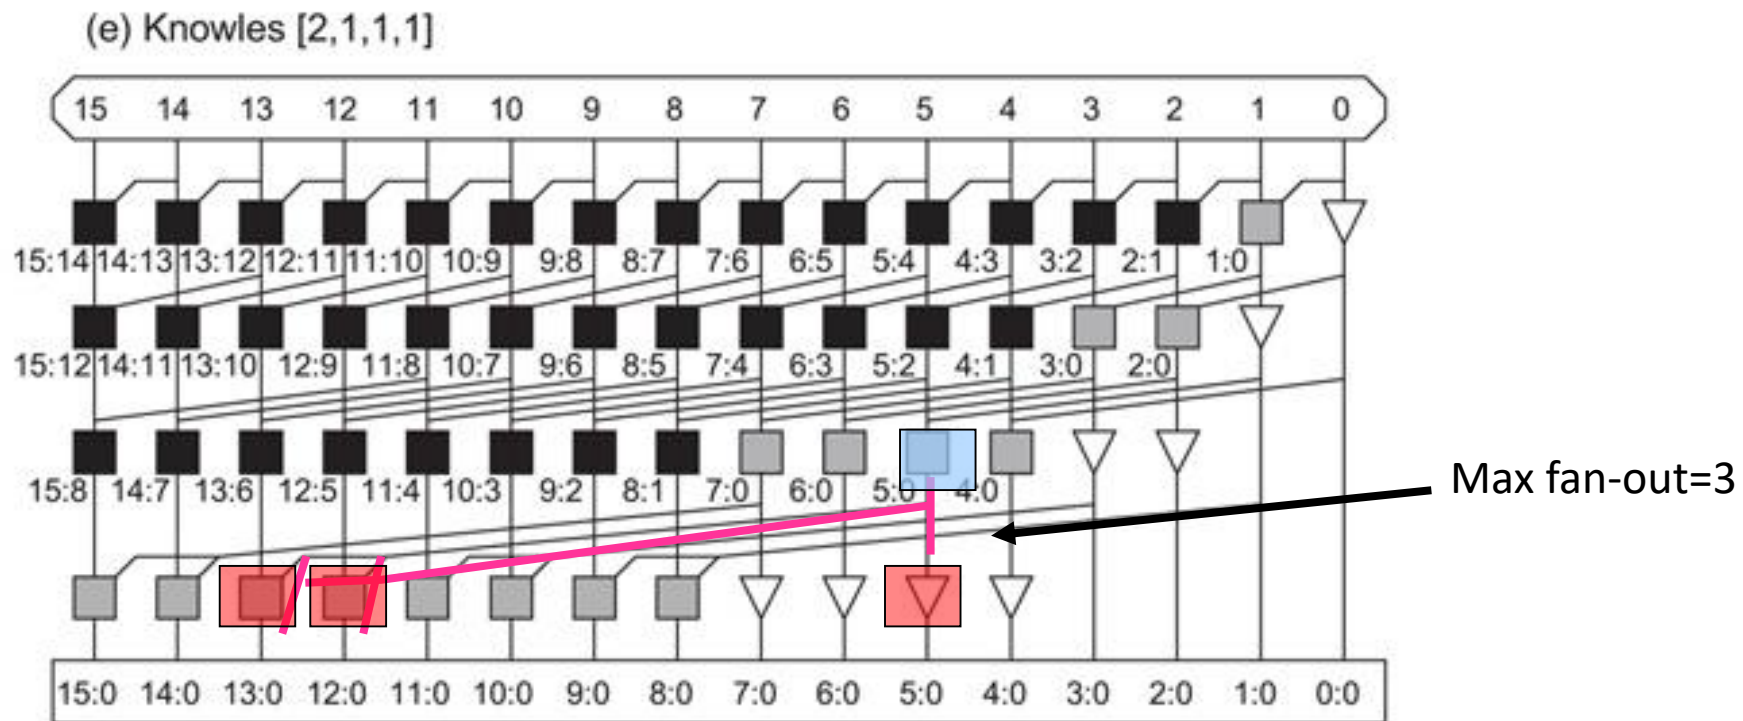 (e) Knowles [2,1,1,1]
15 14 13 12 11 10 9 8 7 6 5 4 3 2 1 0
15:14 14:13 13:12 12:11 11:10 10:9 9:8 8:7 7:6 6:5 5:4 4:3 3:2 2:1 1:0
15:12 14:11 13:10 12:9 11:8 10:7 9:6 8:5 7:4 6:3 5:2 4:1 3:0 2:0
15:8 14:7 13:6 12:5 11:4 10:3 9:2 8:1 7:0 6:0 5:0 4:0
Max fan-out=3
15:0 14:0 13:0 12:0 11:0 10:0 9:0 8:0 7:0 6:0 5:0 4:0 3:0 2:0 1:0 0:0